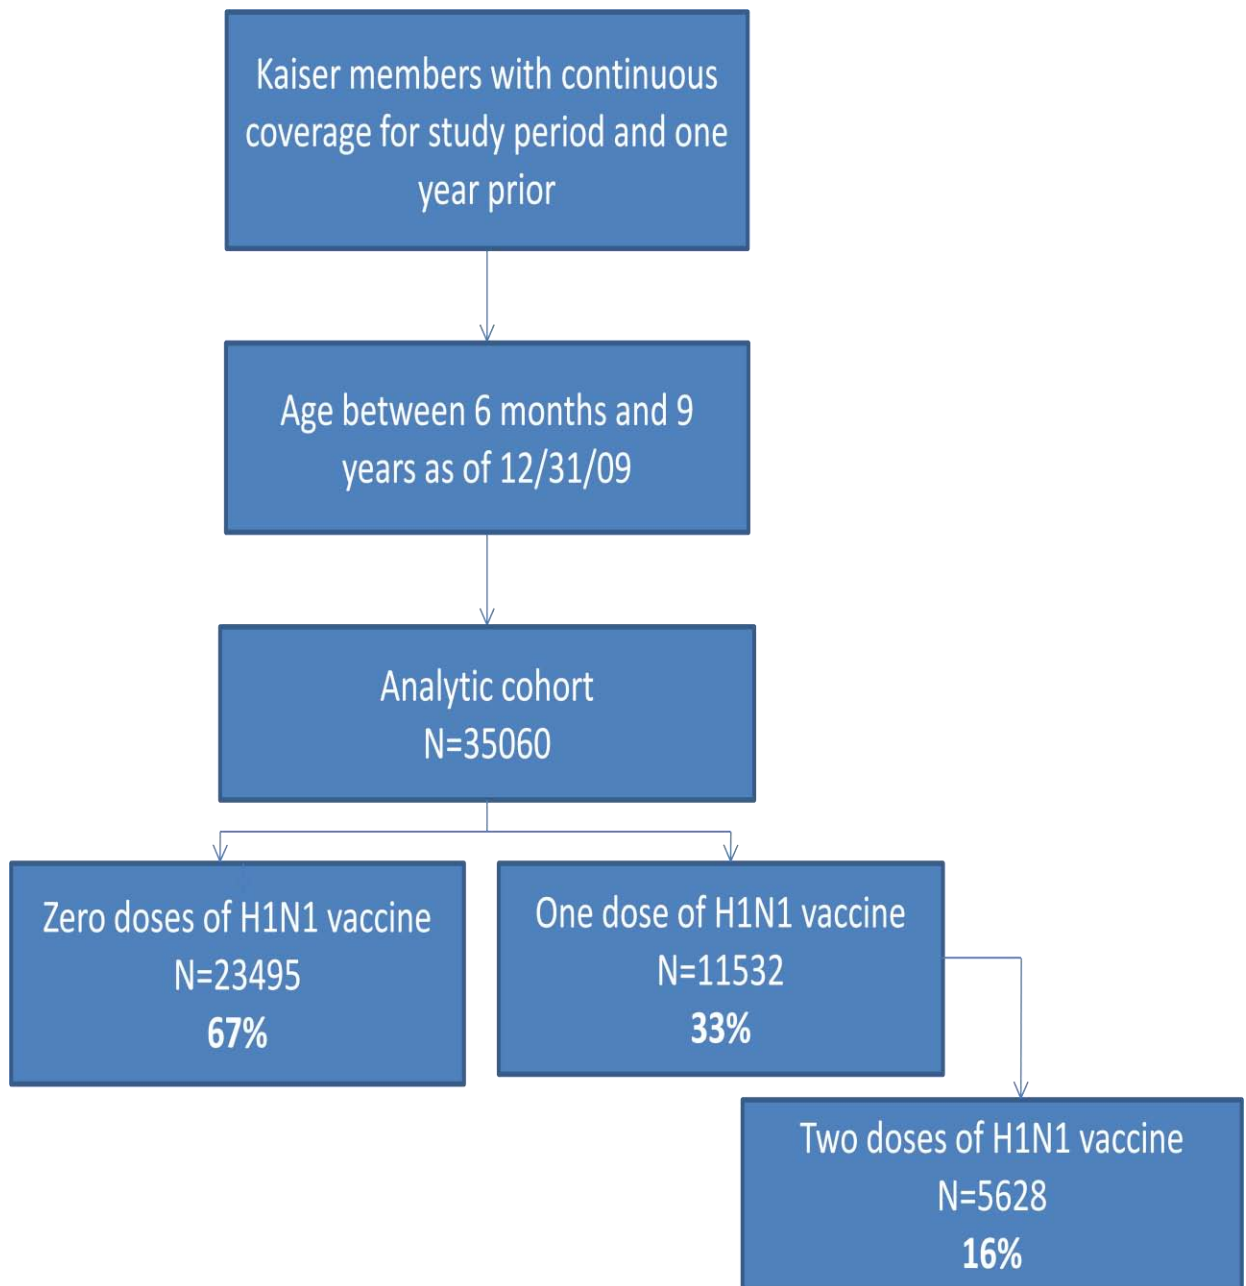 Kaiser members with continuous
coverage for study period and one
year prior
Age between 6 months and 9
years as of 12/31/09
Analytic cohort
N=35060
Zero doses of H1N1 vaccine
N=23495
67%
One dose of H1N1 vaccine
N=11532
33%
Two doses of H1N1 vaccine
N=5628
16%